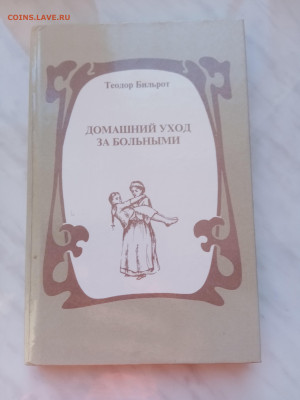 COINS.LAVE.RU
Теодор Бильрот
ДОМАШНИЙ УХОД
ЗА БОЛЬНЫМИ